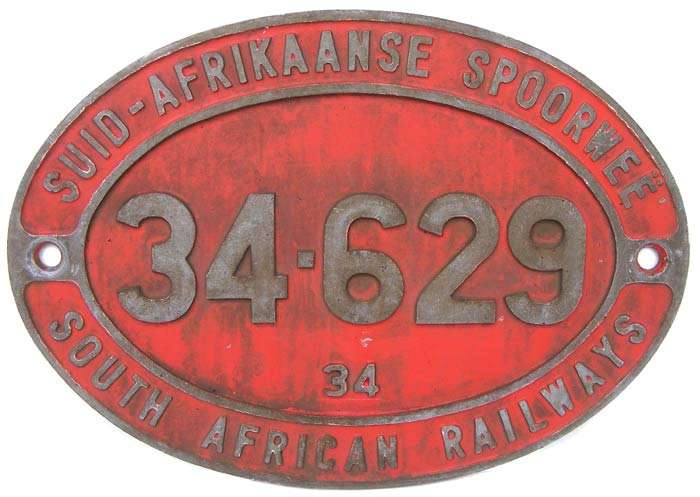 SUID-AFRIKAANSE SPOORWEË
34-629
34
SOUTH AFRICAN RAILWAYS